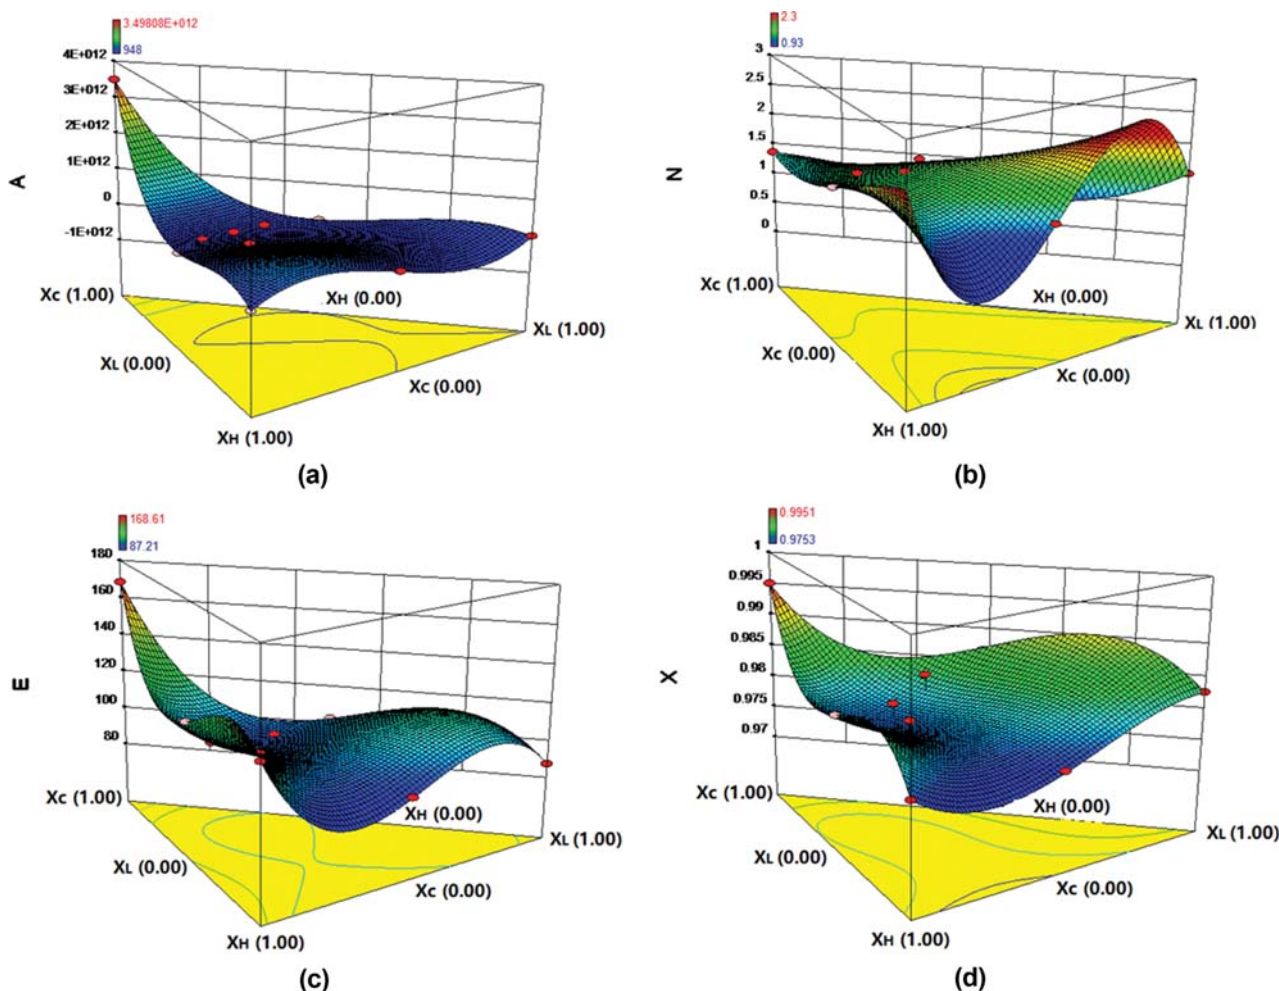 3.49808E+012
948
4E+012
3E+012
2E+012
1E+012
0
-1E+012
A
Xc (1.00)
XL (0.00)
XH (1.00)
XH (0.00)
Xc (0.00)
XL (1.00)
(a)
2.3
0.93
3
2.5
2
1.5
1
0.5
0
N
Xc (1.00)
Xc (0.00)
XH (1.00)
XH (0.00)
Xc (0.00)
XL (1.00)
(b)
168.61
87.21
180
160
140
120
100
80
E
Xc (1.00)
XL (0.00)
XH (1.00)
XH (0.00)
Xc (0.00)
XL (1.00)
(c)
0.9951
0.9753
1
0.995
0.99
0.985
0.98
0.975
0.97
X
Xc (1.00)
XL (0.00)
XH (1.00)
XH (0.00)
Xc (0.00)
XL (1.00)
(d)